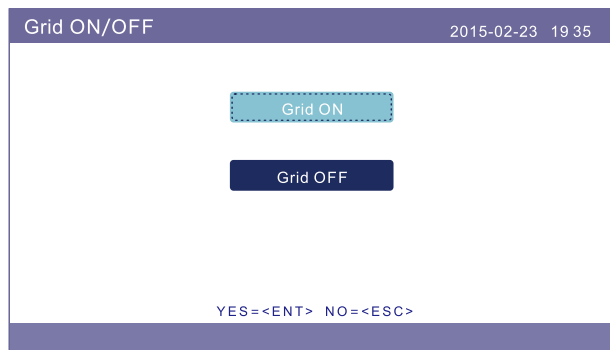 Grid ON/OFF 2015-02-23 19 35
Grid ON
Grid OFF
YES=<ENT> NO=<ESC>